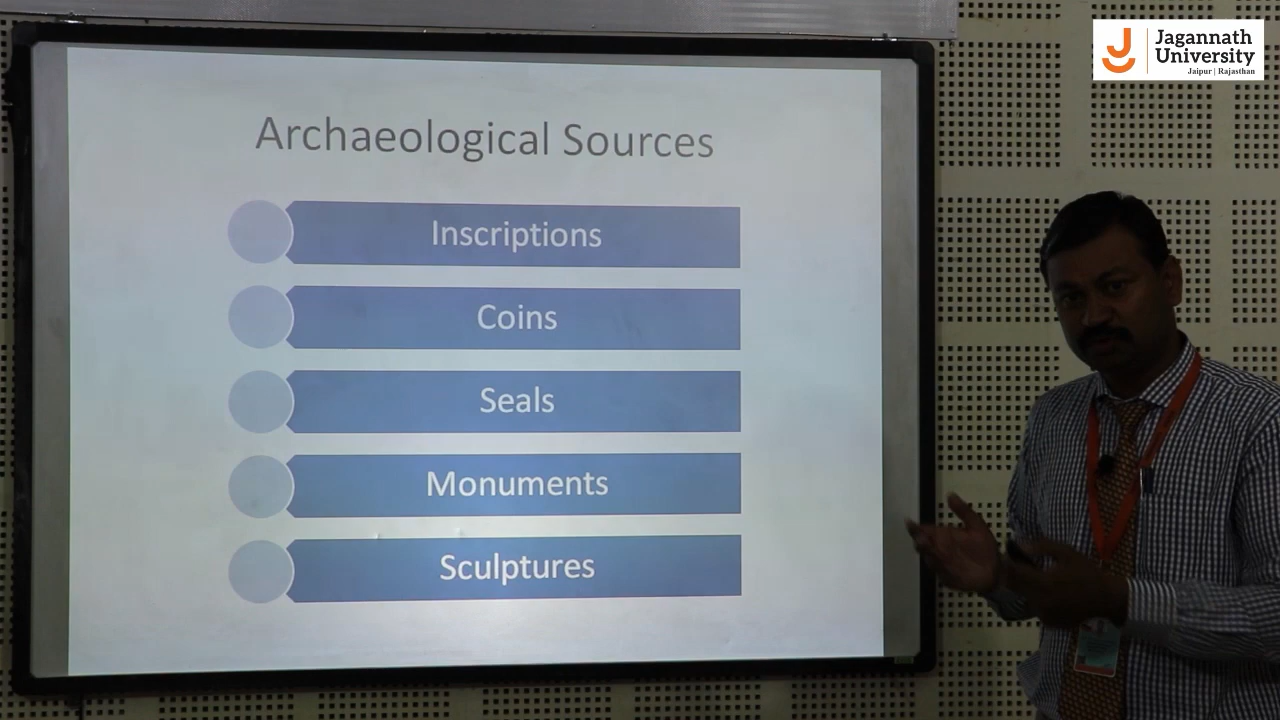 Archaeological Sources
Inscriptions
Coins
Seals
Monuments
Sculptures
Jagannath
University
Jaipur | Rajasthan